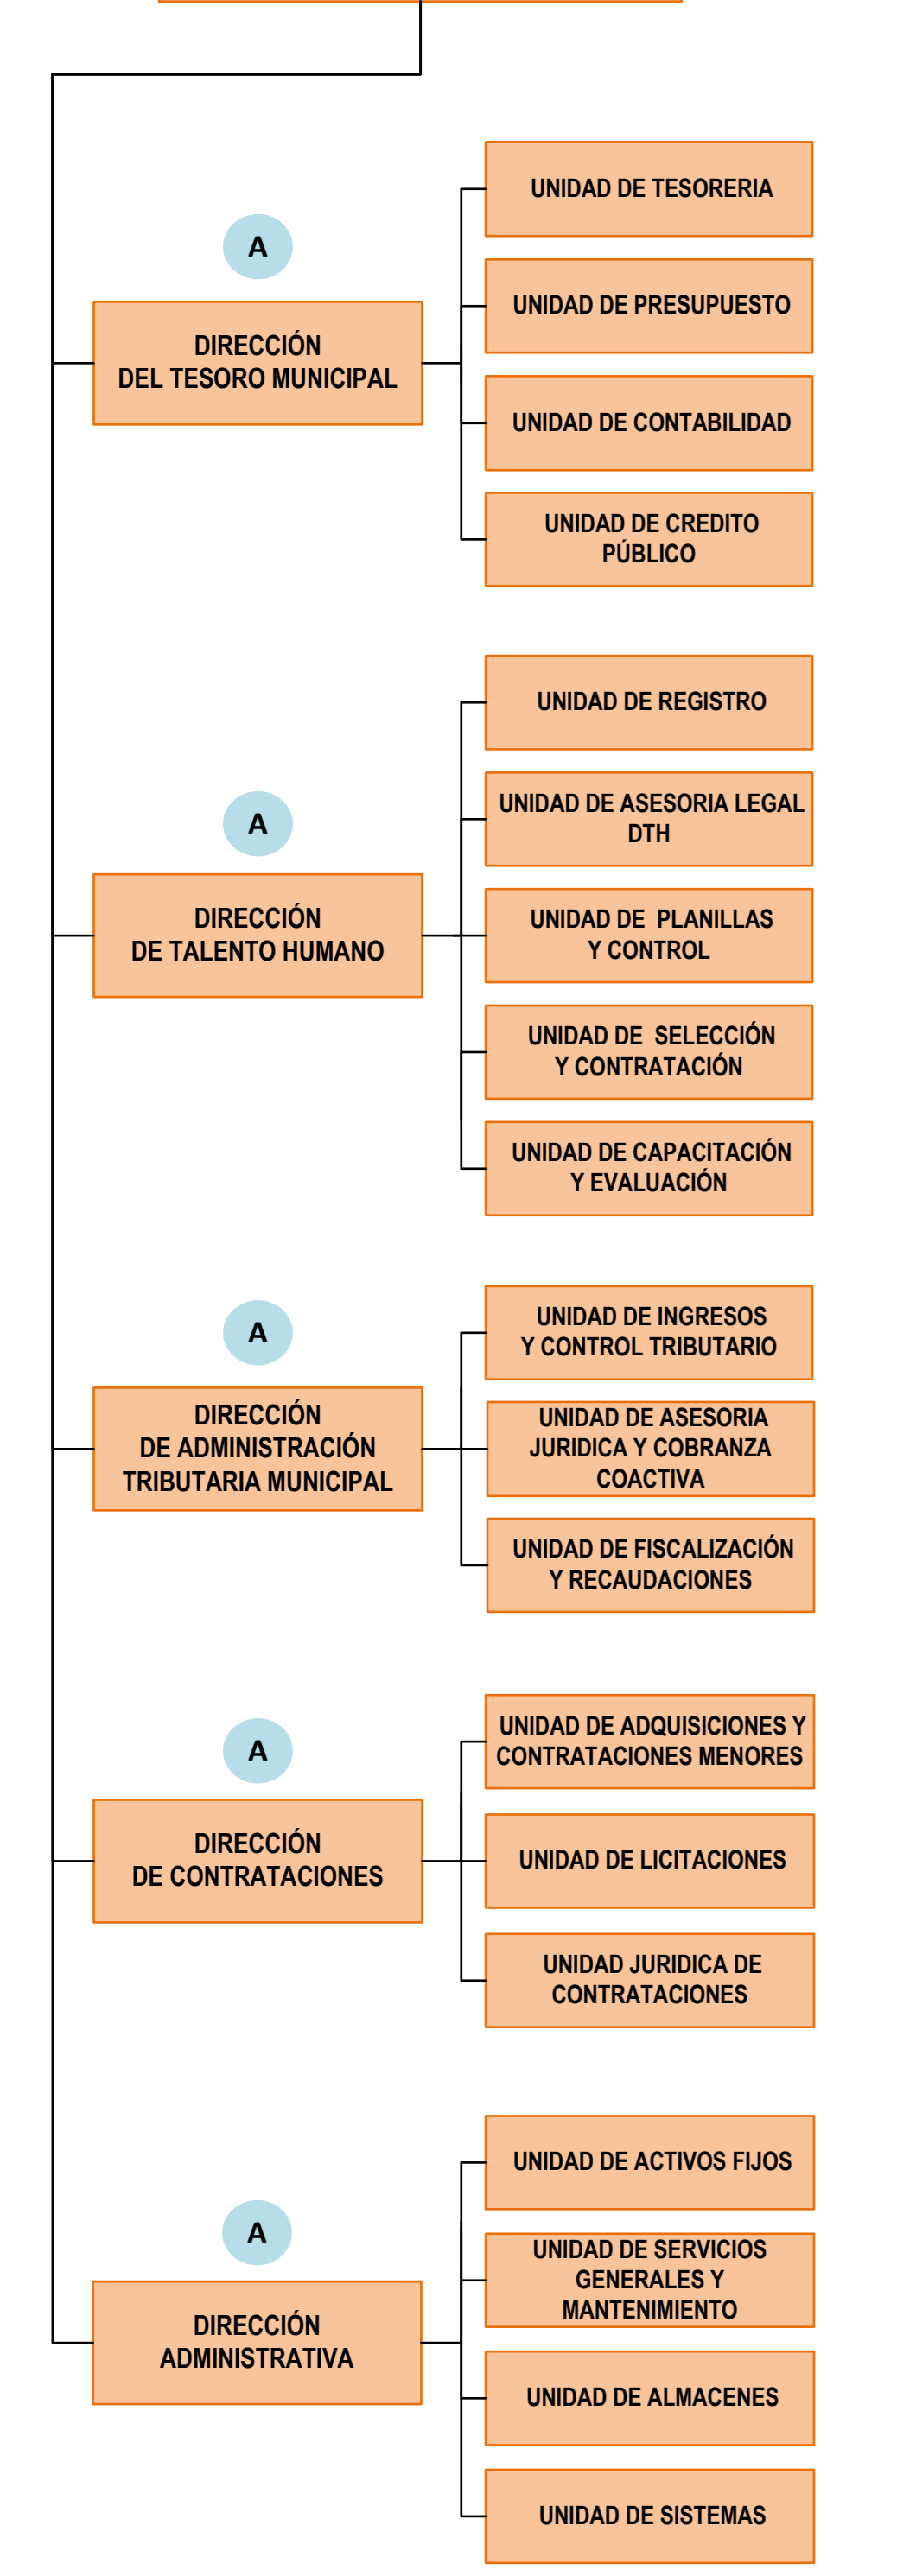 A
DIRECCIÓN
DEL TESORO MUNICIPAL
UNIDAD DE TESORERIA
UNIDAD DE PRESUPUESTO
UNIDAD DE CONTABILIDAD
UNIDAD DE CREDITO
PÚBLICO
A
DIRECCIÓN
DE TALENTO HUMANO
UNIDAD DE REGISTRO
UNIDAD DE ASESORIA LEGAL
DTH
UNIDAD DE PLANILLAS
Y CONTROL
UNIDAD DE SELECCIÓN
Y CONTRATACIÓN
UNIDAD DE CAPACITACIÓN
Y EVALUACIÓN
A
DIRECCIÓN
DE ADMINISTRACIÓN
TRIBUTARIA MUNICIPAL
UNIDAD DE INGRESOS
Y CONTROL TRIBUTARIO
UNIDAD DE ASESORIA
JURIDICA Y COBRANZA
COACTIVA
UNIDAD DE FISCALIZACIÓN
Y RECAUDACIONES
A
DIRECCIÓN
DE CONTRATACIONES
UNIDAD DE ADQUISICIONES Y
CONTRATACIONES MENORES
UNIDAD DE LICITACIONES
UNIDAD JURIDICA DE
CONTRATACIONES
A
DIRECCIÓN
ADMINISTRATIVA
UNIDAD DE ACTIVOS FIJOS
UNIDAD DE SERVICIOS
GENERALES Y
MANTENIMIENTO
UNIDAD DE ALMACENES
UNIDAD DE SISTEMAS